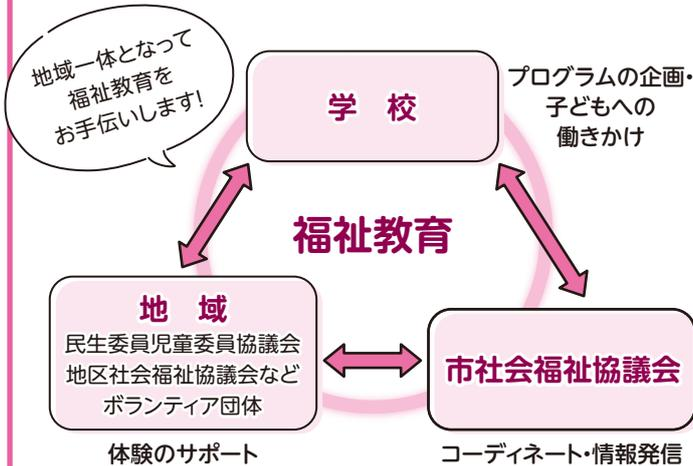 地域一体となって
福祉教育を
お手伝いします!
学 校
プログラムの企画・
子どもへの
働きかけ
福祉教育
地 域
民生委員児童委員協議会
地区社会福祉協議会など
ボランティア団体
体験のサポート
市社会福祉協議会
コーディネート・情報発信